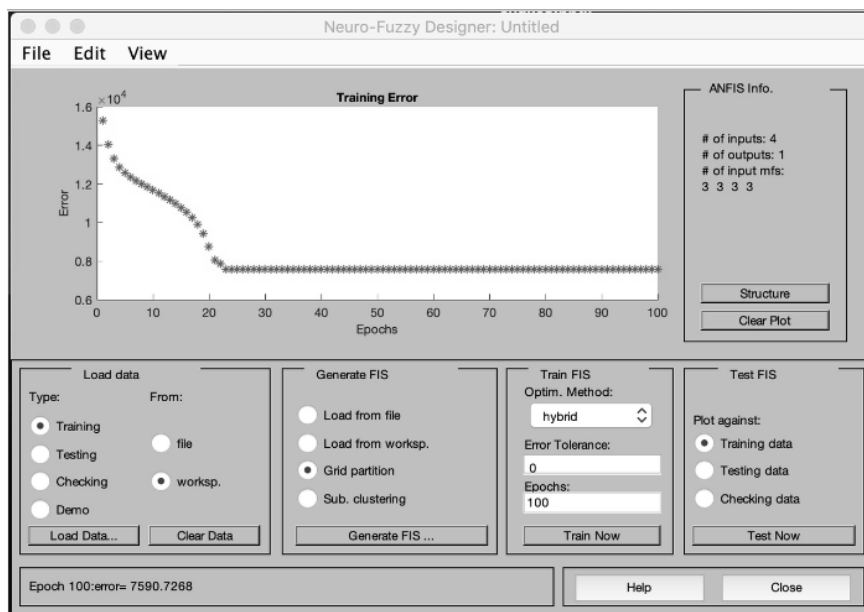 Neuro-Fuzzy Designer: Untitled
File Edit View
×10⁴
Training Error
1.6
1.4
1.2
1
0.8
0.6
Error
0 10 20 30 40 50 60 70 80 90 100
Epochs
ANFIS Info.
# of inputs: 4
# of outputs: 1
# of input mfs:
3 3 3 3
Structure
Clear Plot
Load data
Type: From:
Training
Testing
Checking
Demo
file
worksp.
Load Data... Clear Data
Generate FIS
Load from file
Load from worksp.
Grid partition
Sub. clustering
Generate FIS ...
Train FIS
Optim. Method:
hybrid
Error Tolerance:
0
Epochs:
100
Train Now
Test FIS
Plot against:
Training data
Testing data
Checking data
Test Now
Epoch 100:error= 7590.7268
Help Close